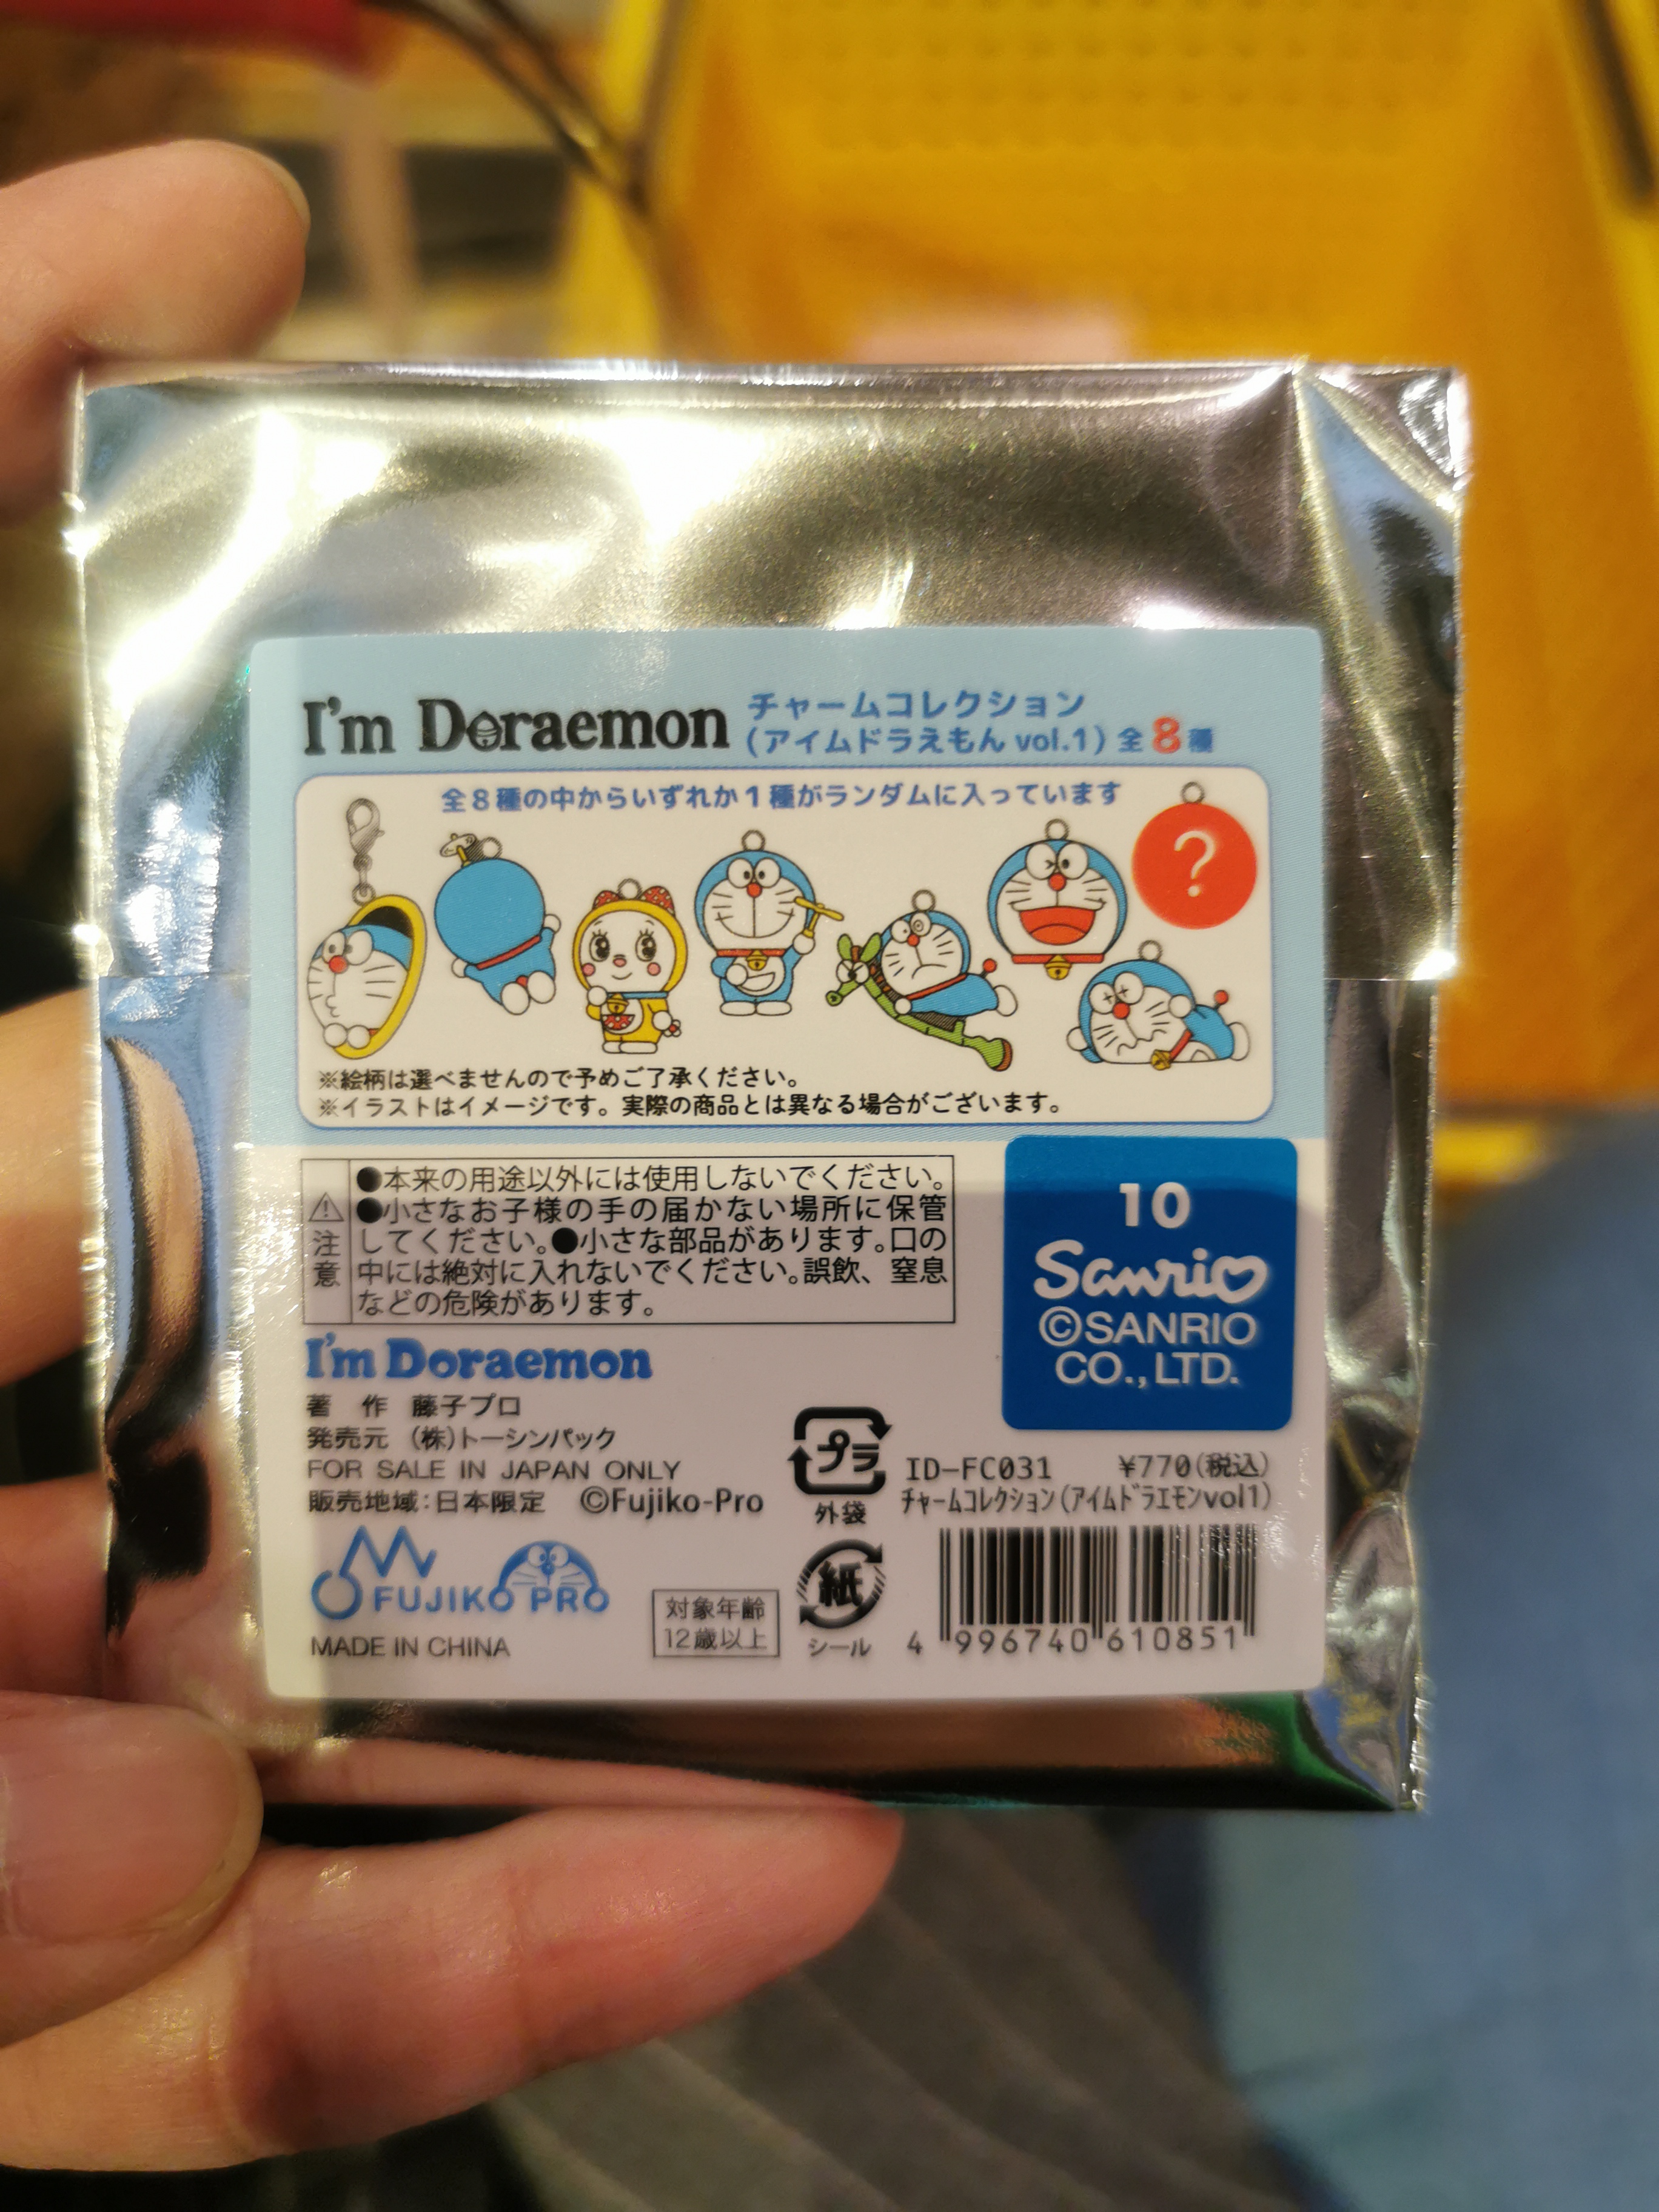 I'm Doraemon
チャームコレクション
(アイムドラえもん vol.1) 全8種
全8種の中からいずれか1種がランダムに入っています
?
※絵柄は選べませんので予めご了承ください。
※イラストはイメージです。実際の商品とは異なる場合がございます。
注意
●本来の用途以外には使用しないでください。
●小さなお子様の手の届かない場所に保管
してください。●小さな部品があります。口の
中には絶対に入れないでください。誤飲、窒息
などの危険があります。
10
Sanrio
©SANRIO
CO., LTD.
I'm Doraemon
著 作 藤子プロ
発売元 (株)トーシンパック
FOR SALE IN JAPAN ONLY
販売地域:日本限定 ©Fujiko-Pro
FUJIKO PRO
MADE IN CHINA
対象年齢
12歳以上
プラ
外袋
紙
シール
ID-FC031 ¥770(税込)
ﾁｬｰﾑｺﾚｸｼｮﾝ(ｱｲﾑﾄﾞﾗｴﾓﾝvol1)
4 996740 610851